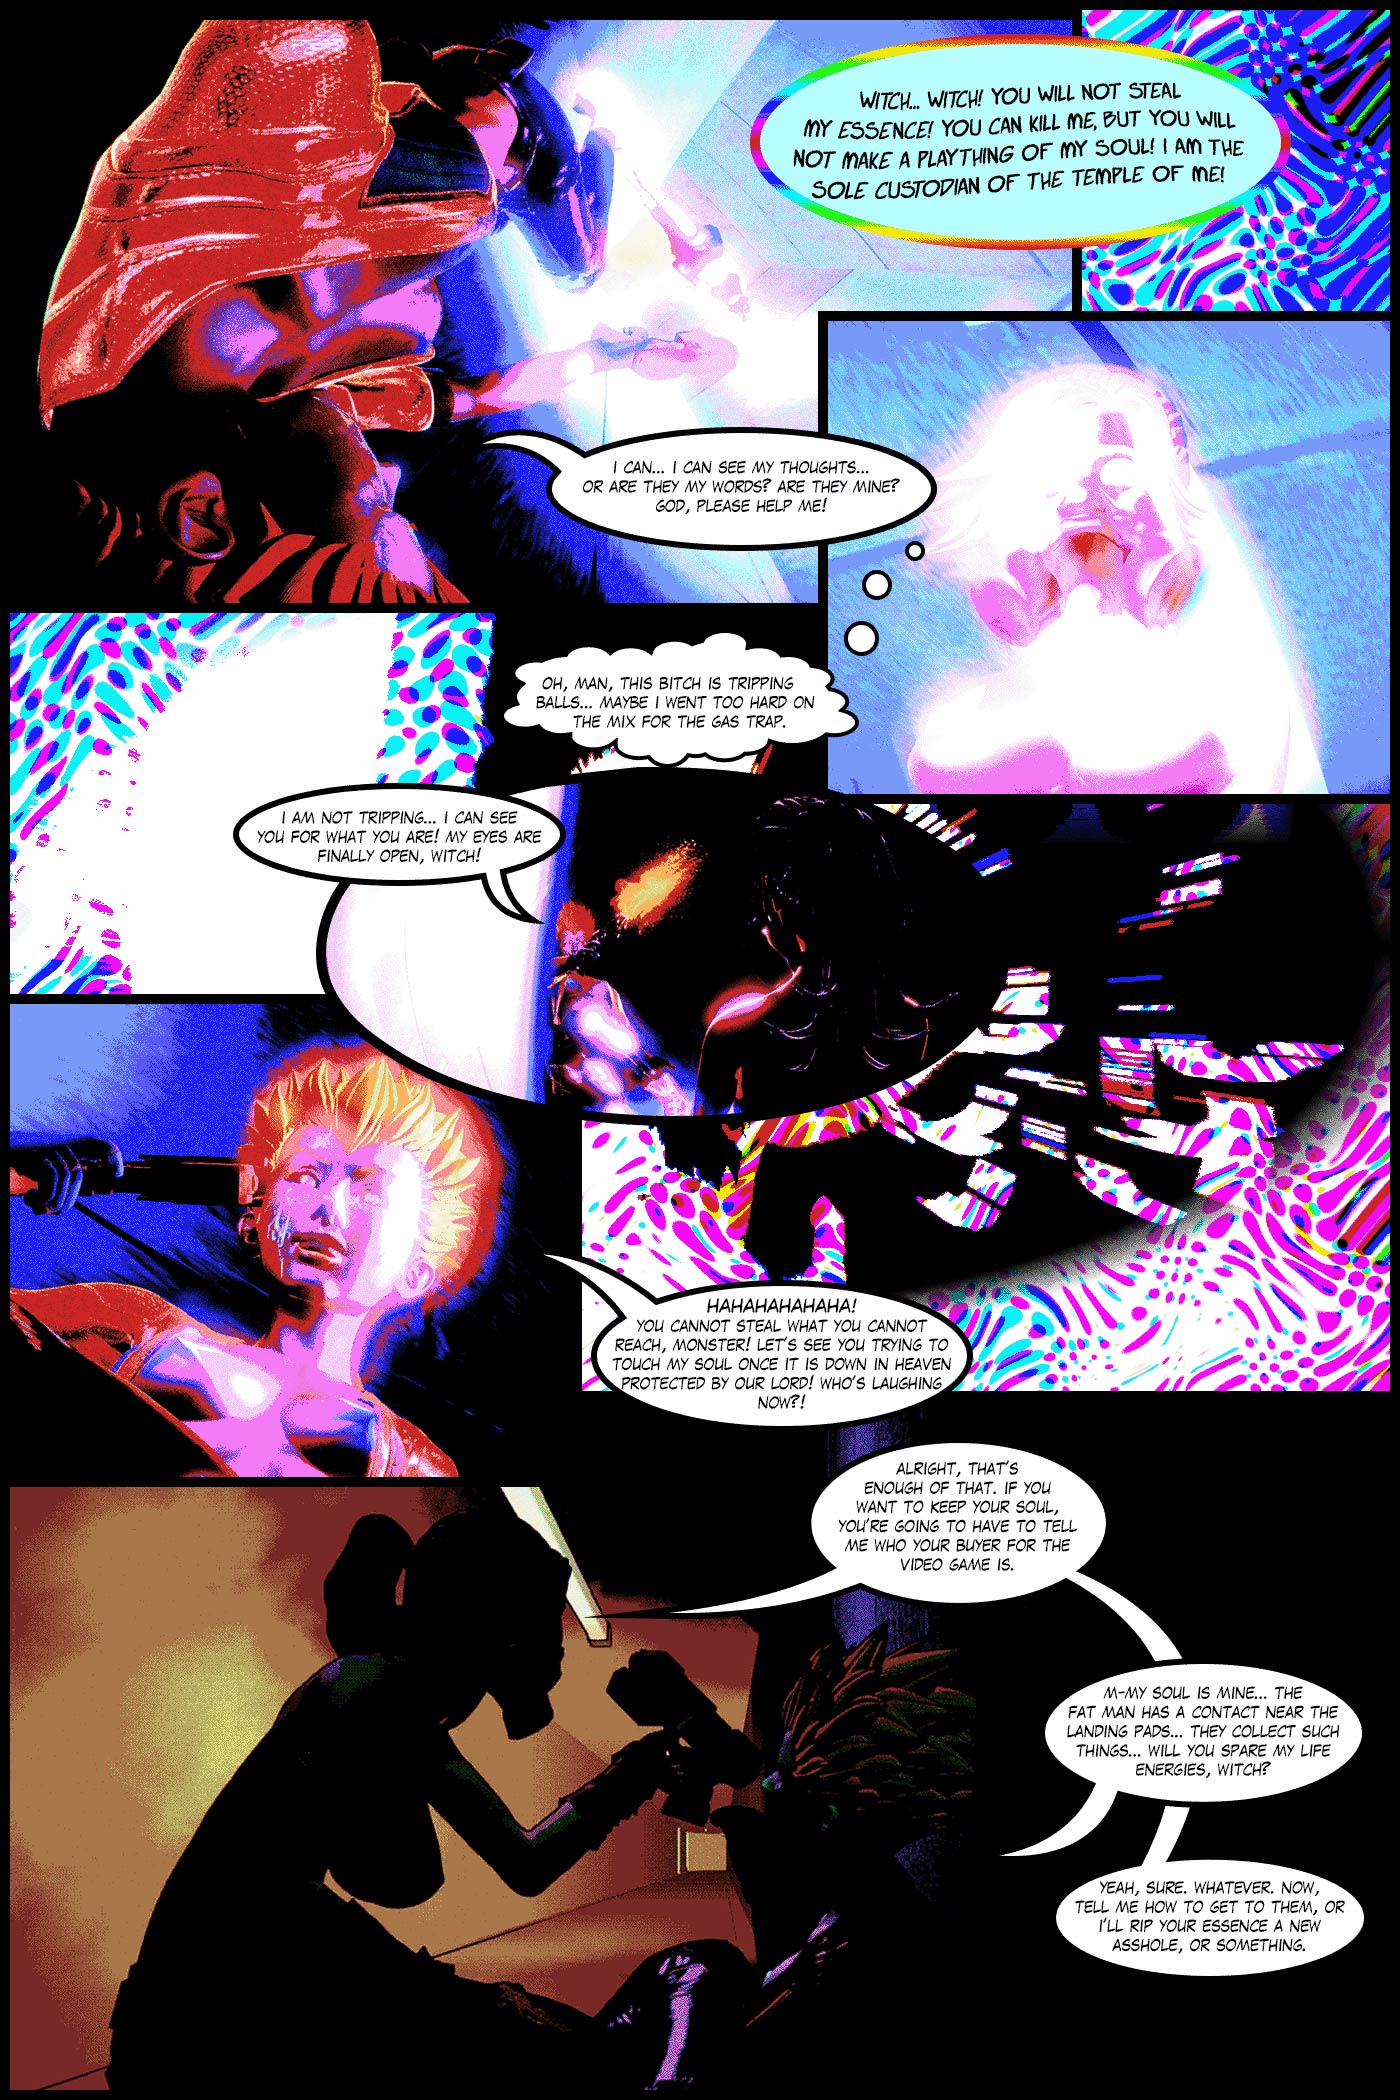 WITCH... WITCH! YOU WILL NOT STEAL
MY ESSENCE! YOU CAN KILL ME, BUT YOU WILL
NOT MAKE A PLAYTHING OF MY SOUL! I AM THE
SOLE CUSTODIAN OF THE TEMPLE OF ME!
I CAN... I CAN SEE MY THOUGHTS...
OR ARE THEY MY WORDS? ARE THEY MINE?
GOD, PLEASE HELP ME!
OH, MAN, THIS BITCH IS TRIPPING
BALLS... MAYBE I WENT TOO HARD ON
THE MIX FOR THE GAS TRAP.
I AM NOT TRIPPING... I CAN SEE
YOU FOR WHAT YOU ARE! MY EYES ARE
FINALLY OPEN, WITCH!
HAHAHAHAHAHA!
YOU CANNOT STEAL WHAT YOU CANNOT
REACH, MONSTER! LET'S SEE YOU TRYING TO
TOUCH MY SOUL ONCE IT IS DOWN IN HEAVEN
PROTECTED BY OUR LORD! WHO'S LAUGHING
NOW?!
ALRIGHT, THAT'S
ENOUGH OF THAT. IF YOU
WANT TO KEEP YOUR SOUL,
YOU'RE GOING TO HAVE TO TELL
ME WHO YOUR BUYER FOR THE
VIDEO GAME IS.
M-MY SOUL IS MINE... THE
FAT MAN HAS A CONTACT NEAR THE
LANDING PADS... THEY COLLECT SUCH
THINGS... WILL YOU SPARE MY LIFE
ENERGIES, WITCH?
YEAH, SURE. WHATEVER. NOW,
TELL ME HOW TO GET TO THEM, OR
I'LL RIP YOUR ESSENCE A NEW
ASSHOLE, OR SOMETHING.